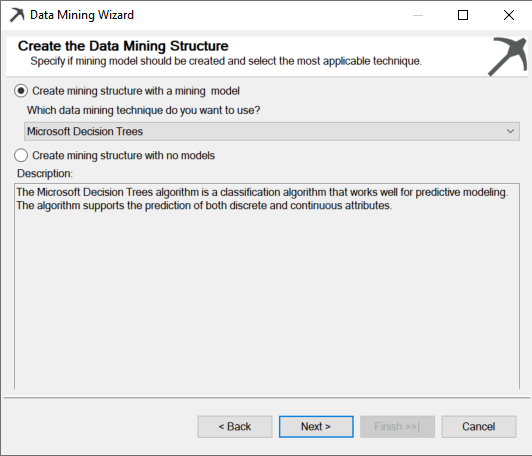 Data Mining Wizard
Create the Data Mining Structure
Specify if mining model should be created and select the most applicable technique.
Create mining structure with a mining model
Which data mining technique do you want to use?
Microsoft Decision Trees
Create mining structure with no models
Description:
The Microsoft Decision Trees algorithm is a classification algorithm that works well for predictive modeling.
The algorithm supports the prediction of both discrete and continuous attributes.
< Back Next > Finish >>| Cancel